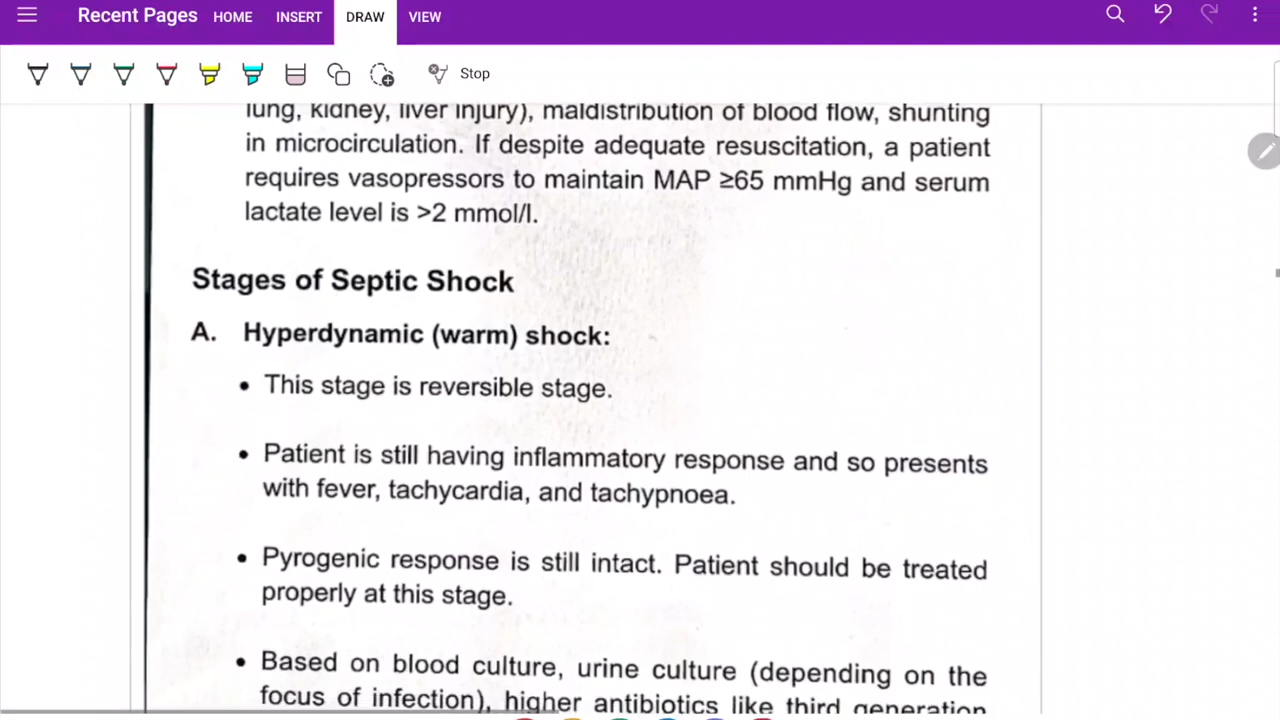 Recent Pages HOME INSERT DRAW VIEW
Stop
lung, kidney, liver injury), maldistribution of blood flow, shunting
in microcirculation. If despite adequate resuscitation, a patient
requires vasopressors to maintain MAP ≥65 mmHg and serum
lactate level is >2 mmol/l.
Stages of Septic Shock
A. Hyperdynamic (warm) shock:
• This stage is reversible stage.
• Patient is still having inflammatory response and so presents
with fever, tachycardia, and tachypnoea.
• Pyrogenic response is still intact. Patient should be treated
properly at this stage.
• Based on blood culture, urine culture (depending on the
focus of infection), higher antibiotics like third generation